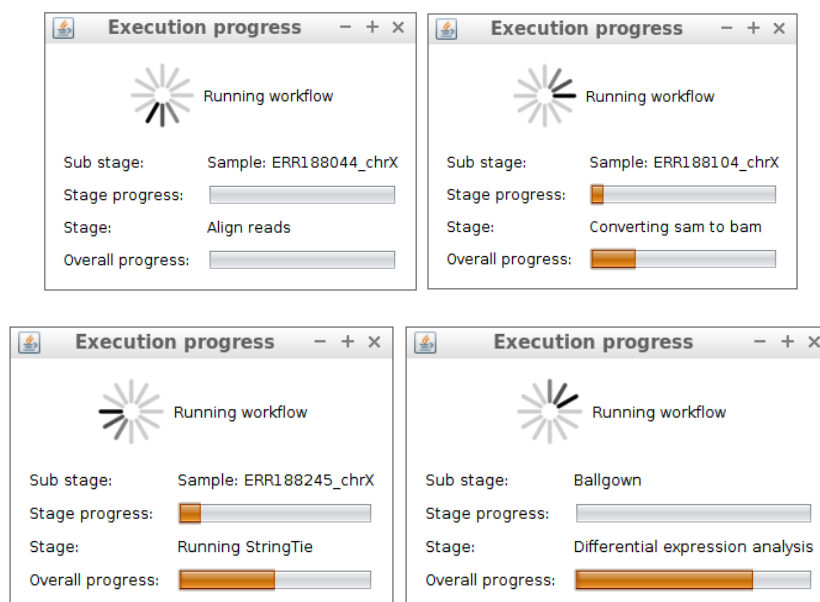 Execution progress
Running workflow
Sub stage: Sample: ERR188044_chrX
Stage progress:
Stage: Align reads
Overall progress:
Execution progress
Running workflow
Sub stage: Sample: ERR188104_chrX
Stage progress:
Stage: Converting sam to bam
Overall progress:
Execution progress
Running workflow
Sub stage: Sample: ERR188245_chrX
Stage progress:
Stage: Running StringTie
Overall progress:
Execution progress
Running workflow
Sub stage: Ballgown
Stage progress:
Stage: Differential expression analysis
Overall progress: